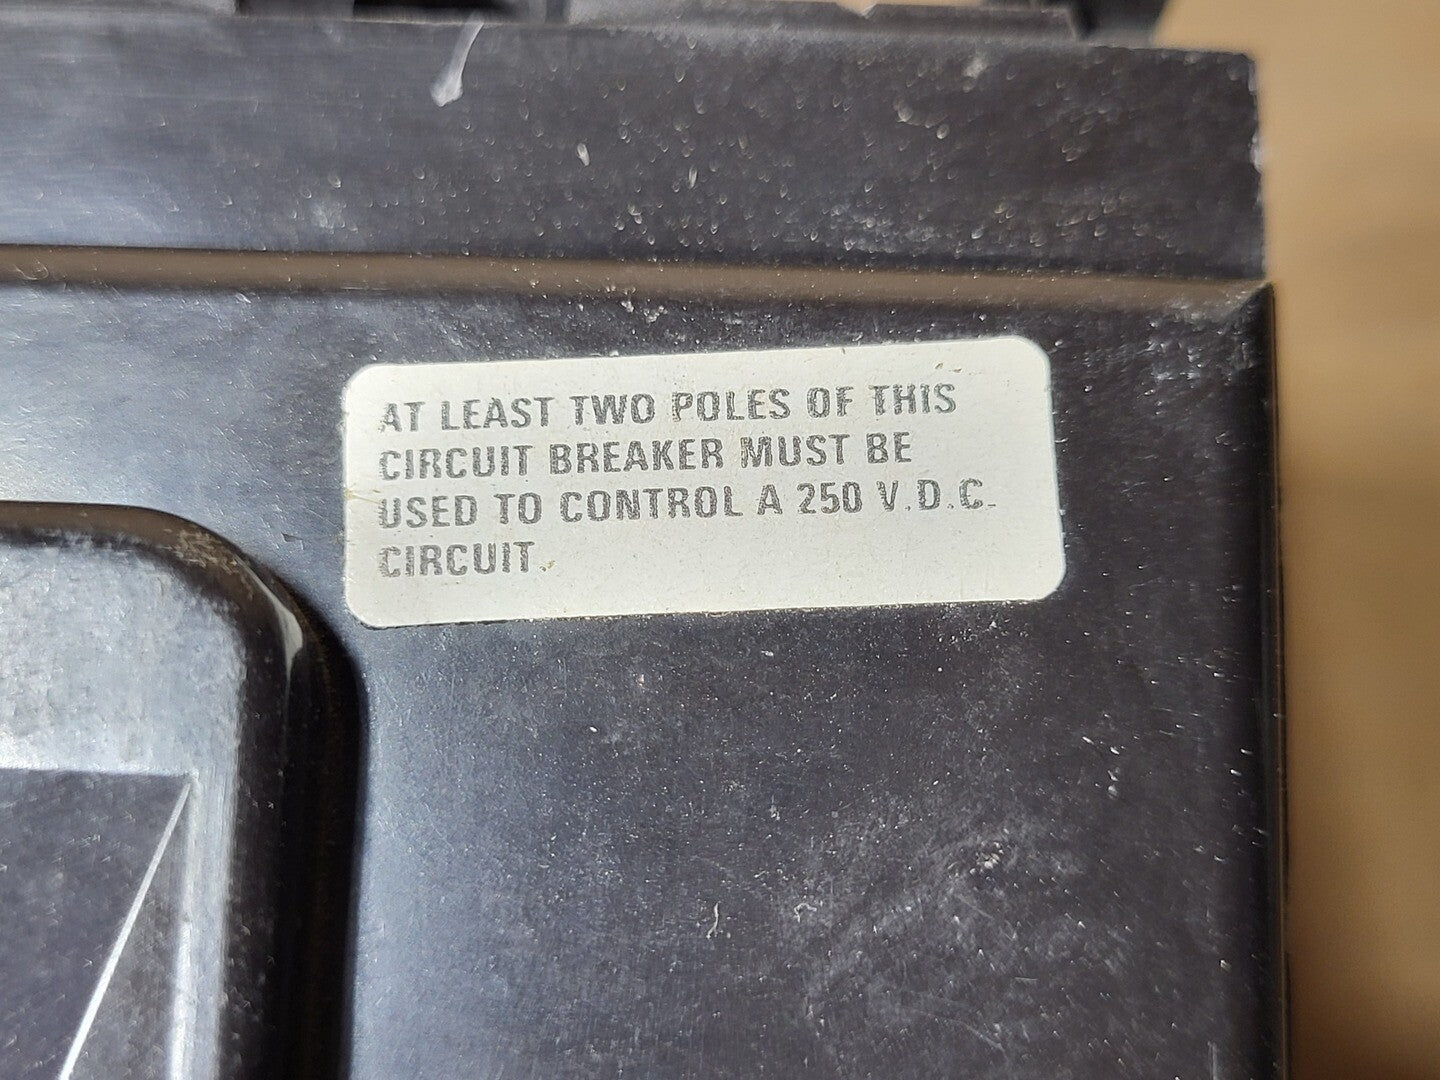 AT LEAST TWO POLES OF THIS
CIRCUIT BREAKER MUST BE
USED TO CONTROL A 250 V.D.C.
CIRCUIT.